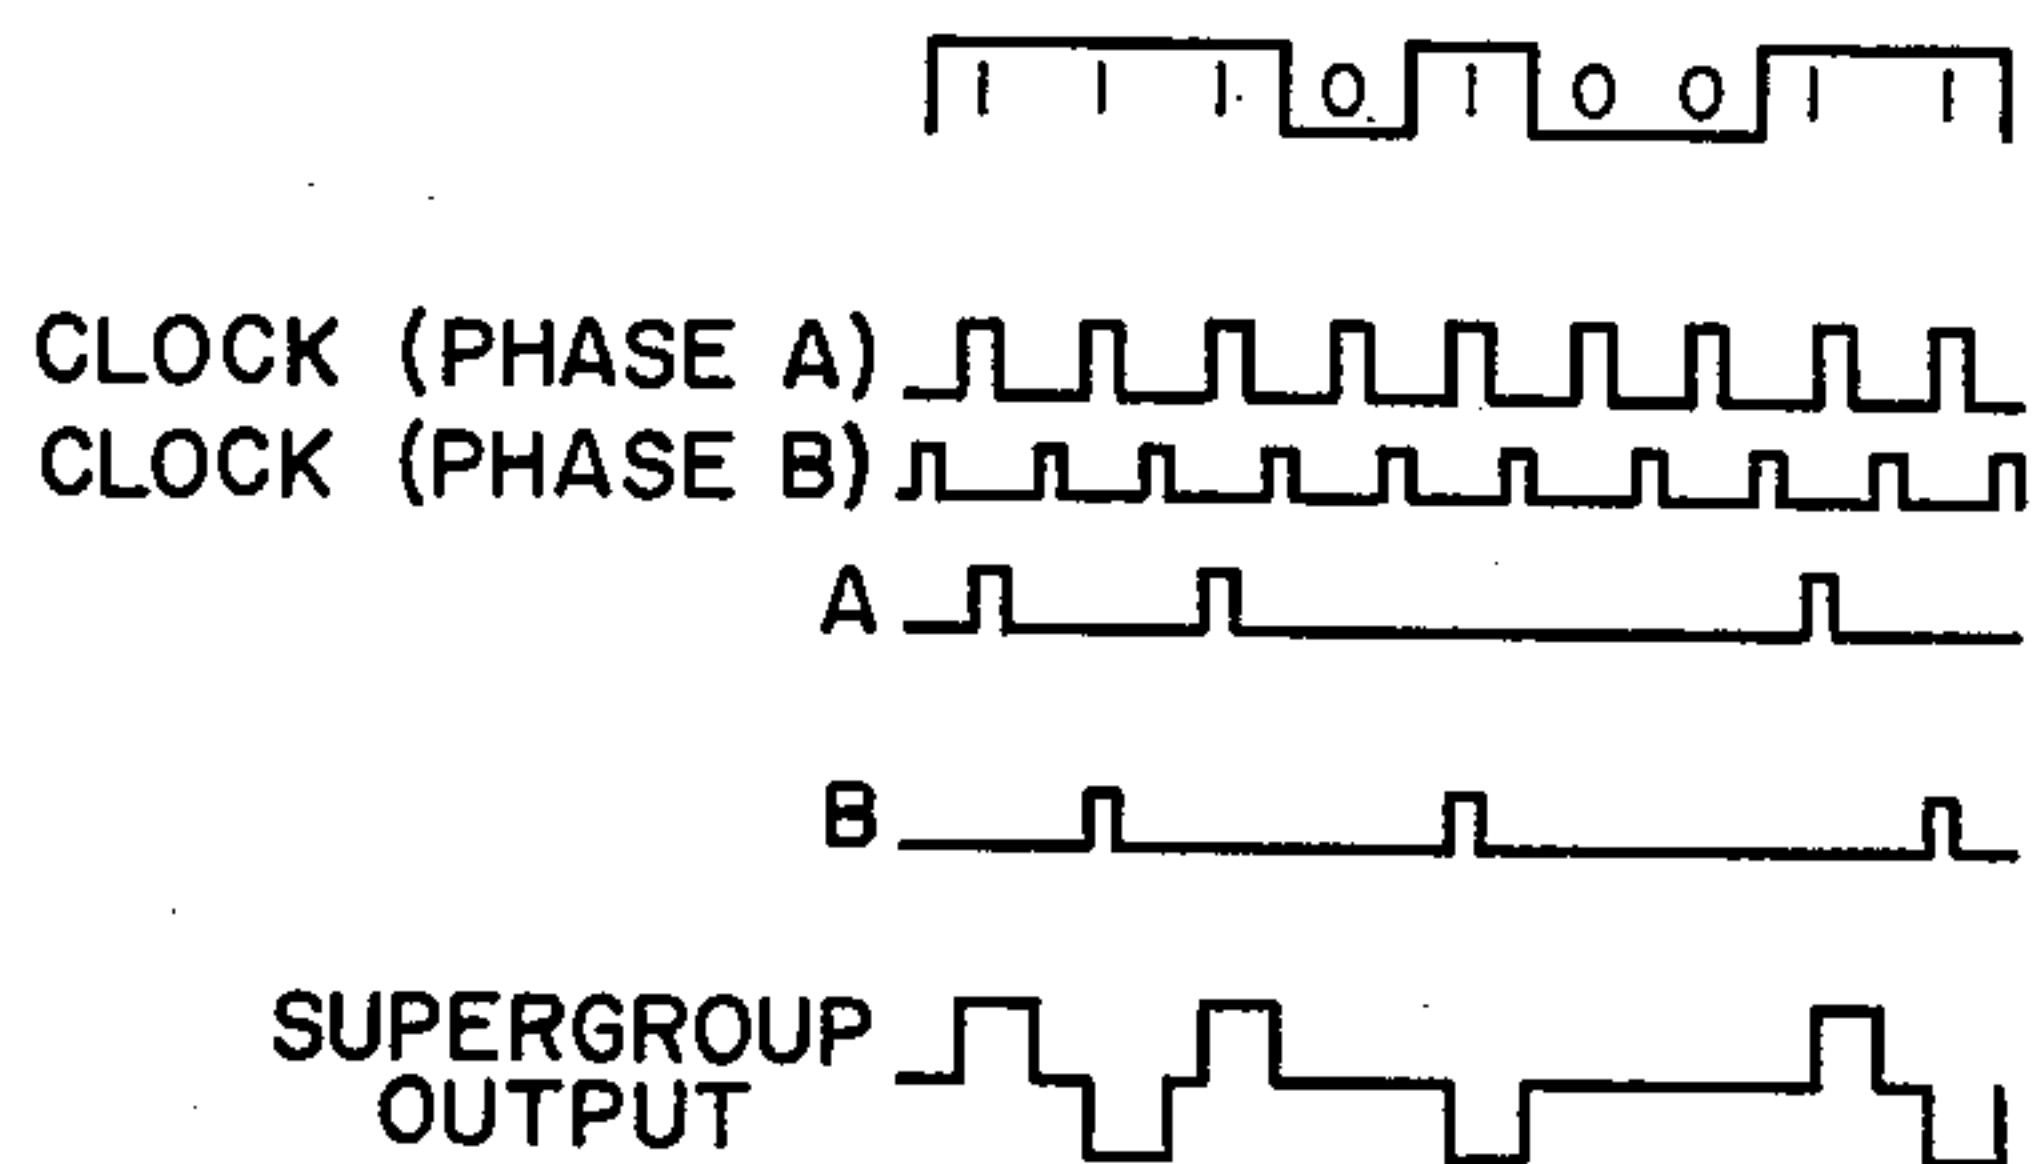 1 1 1 0 1 0 0 1 1
CLOCK (PHASE A)
CLOCK (PHASE B)
A
B
SUPERGROUP
OUTPUT